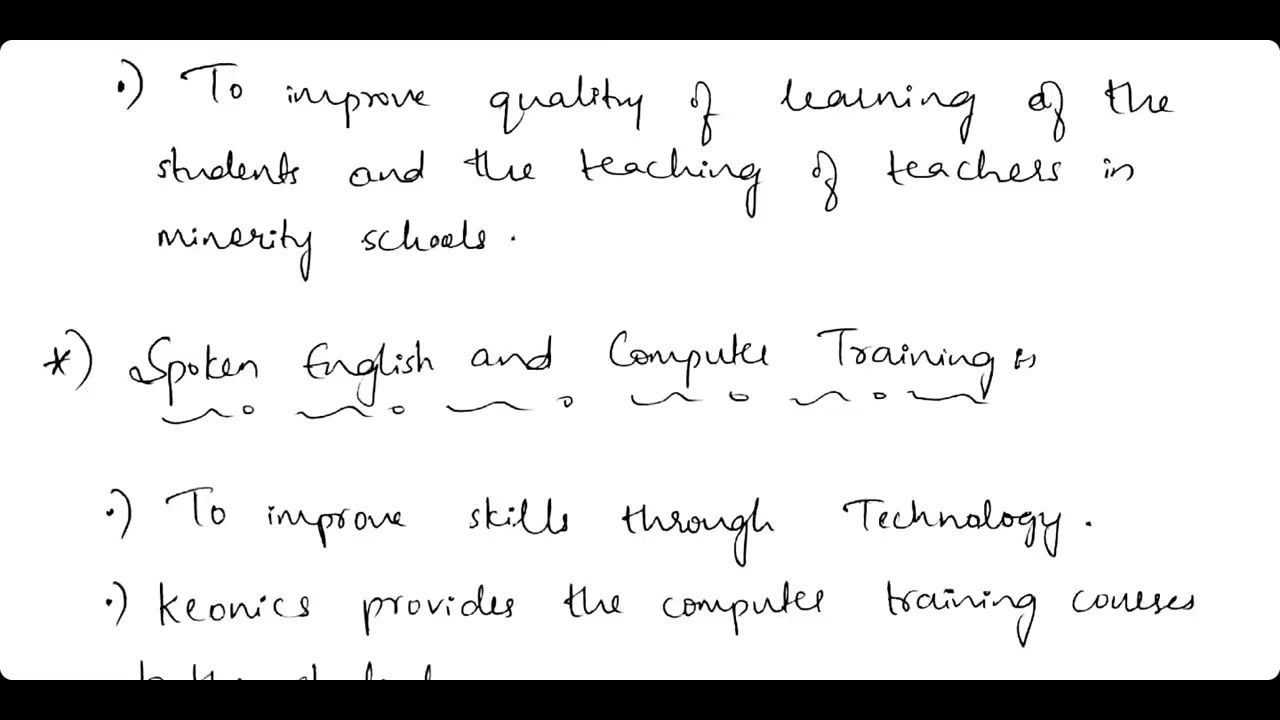 •) To improve quality of learning of the
students and the teaching of teachers in
minority schools.
*) Spoken English and Computer Training :-
•) To improve skills through Technology.
•) Keonics provides the computer training courses